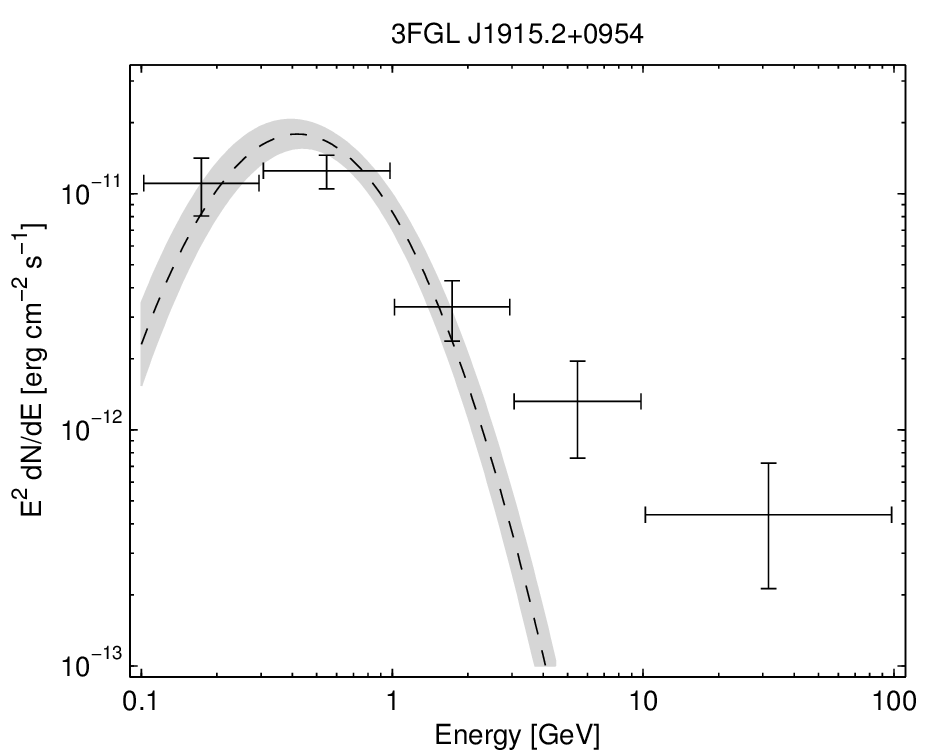 3FGL J1915.2+0954
10⁻¹¹
10⁻¹²
10⁻¹³
E² dN/dE [erg cm⁻² s⁻¹]
0.1 1 10 100
Energy [GeV]